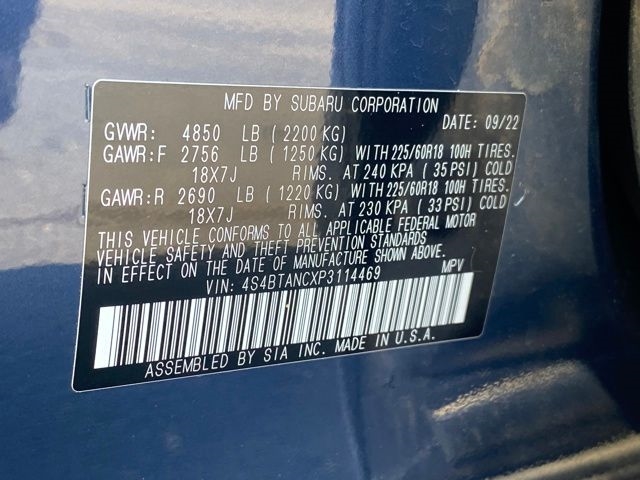 MFD BY SUBARU CORPORATION
GVWR: 4850 LB (2200 KG) DATE: 09/22
GAWR:F 2756 LB (1250 KG) WITH 225/60R18 100H TIRES.
18X7J RIMS. AT 240 KPA (35 PSI) COLD
GAWR:R 2690 LB (1220 KG) WITH 225/60R18 100H TIRES.
18X7J RIMS. AT 230 KPA (33 PSI) COLD
THIS VEHICLE CONFORMS TO ALL APPLICABLE FEDERAL MOTOR
VEHICLE SAFETY AND THEFT PREVENTION STANDARDS
IN EFFECT ON THE DATE OF MANUFACTURE SHOWN ABOVE.
VIN: 4S4BTANCXP3114469 MPV
ASSEMBLED BY SIA INC. MADE IN U.S.A.